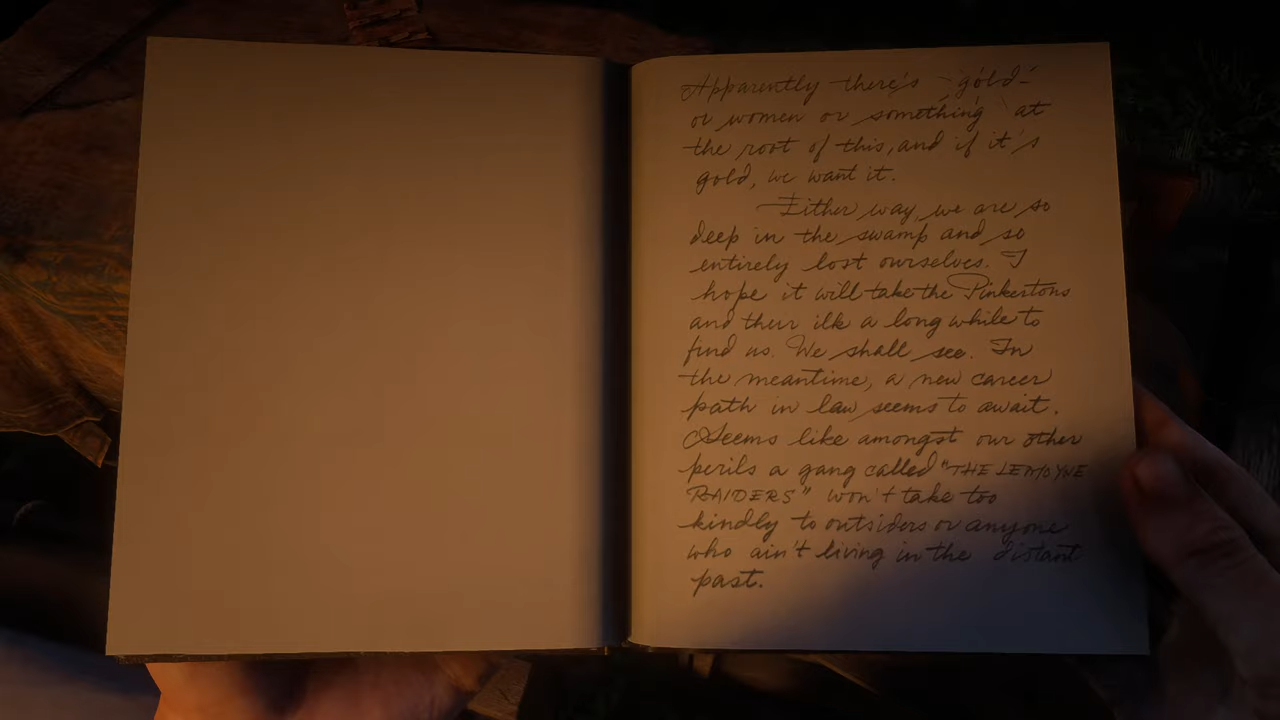 Apparently there's gold-
or women or something at
the root of this, and if it's
gold, we want it.
Either way, we are so
deep in the swamp and so
entirely lost ourselves. I
hope it will take the Pinkertons
and their ilk a long while to
find us. We shall see. In
the meantime, a new career
path in law seems to await.
Seems like amongst our other
perils a gang called "THE LEMOYNE
RAIDERS" won't take too
kindly to outsiders or anyone
who ain't living in the distant
past.